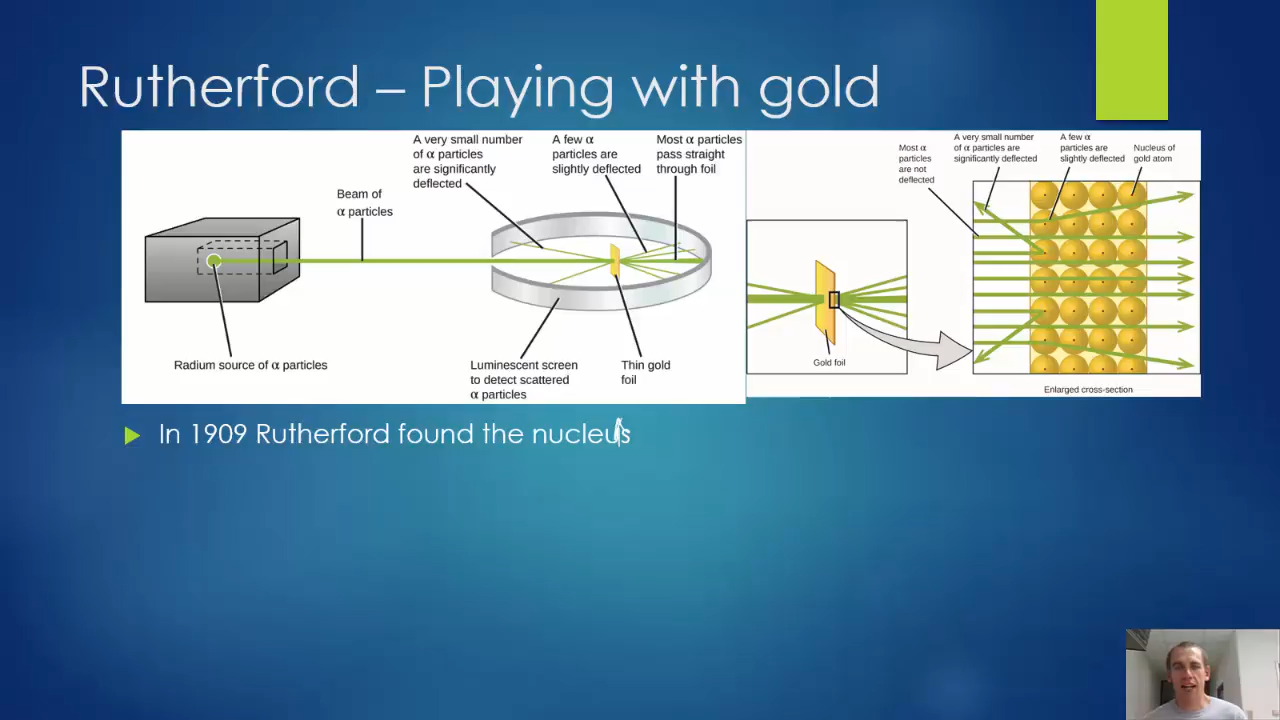 Rutherford – Playing with gold
A very small number
of α particles
are significantly
deflected
A few α
particles are
slightly deflected
Most α particles
pass straight
through foil
Beam of
α particles
Radium source of α particles
Luminescent screen
to detect scattered
α particles
Thin gold
foil
Most α
particles
are not
deflected
A very small number
of α particles are
significantly deflected
A few α
particles are
slightly deflected
Nucleus of
gold atom
Gold foil
Enlarged cross-section
In 1909 Rutherford found the nucleus